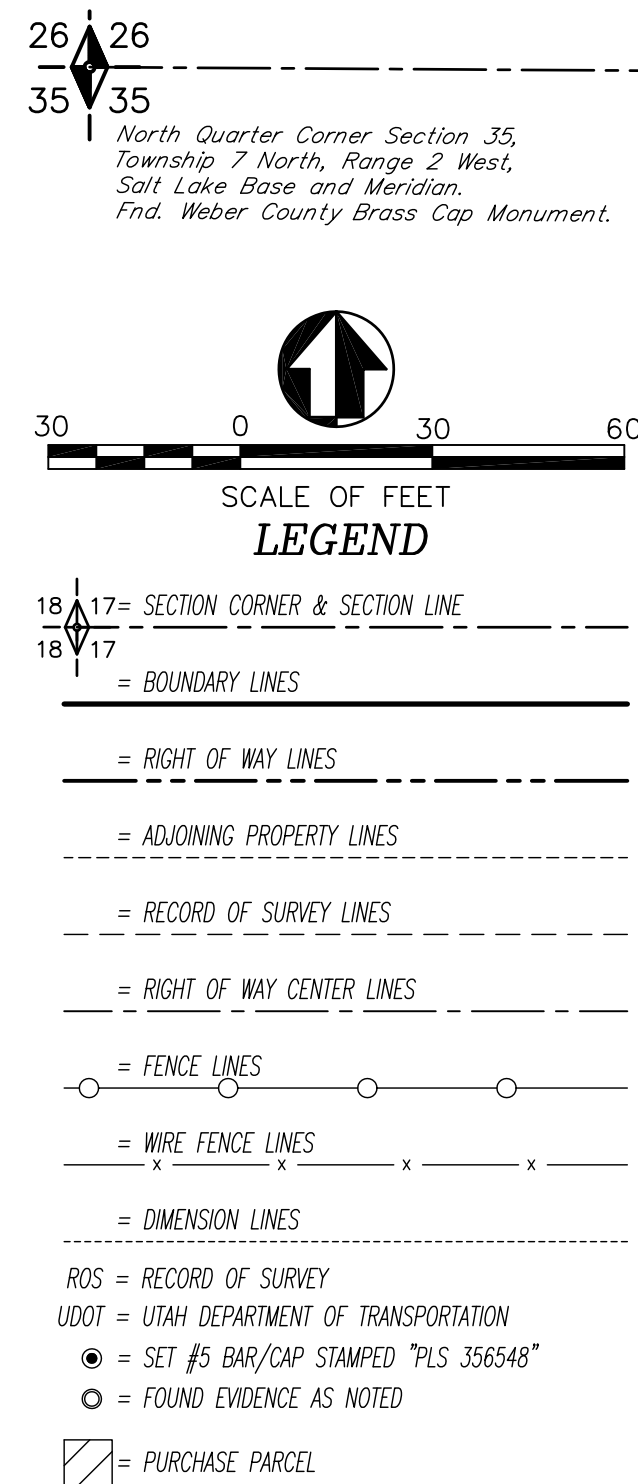 26 26
35 35
North Quarter Corner Section 35,
Township 7 North, Range 2 West,
Salt Lake Base and Meridian.
Fnd. Weber County Brass Cap Monument.
30 0 30 60
SCALE OF FEET
LEGEND
18 17 = SECTION CORNER & SECTION LINE
18 17
= BOUNDARY LINES
= RIGHT OF WAY LINES
= ADJOINING PROPERTY LINES
= RECORD OF SURVEY LINES
= RIGHT OF WAY CENTER LINES
= FENCE LINES
= WIRE FENCE LINES
x x x x
= DIMENSION LINES
ROS = RECORD OF SURVEY
UDOT = UTAH DEPARTMENT OF TRANSPORTATION
= SET #5 BAR/CAP STAMPED "PLS 356548"
= FOUND EVIDENCE AS NOTED
= PURCHASE PARCEL